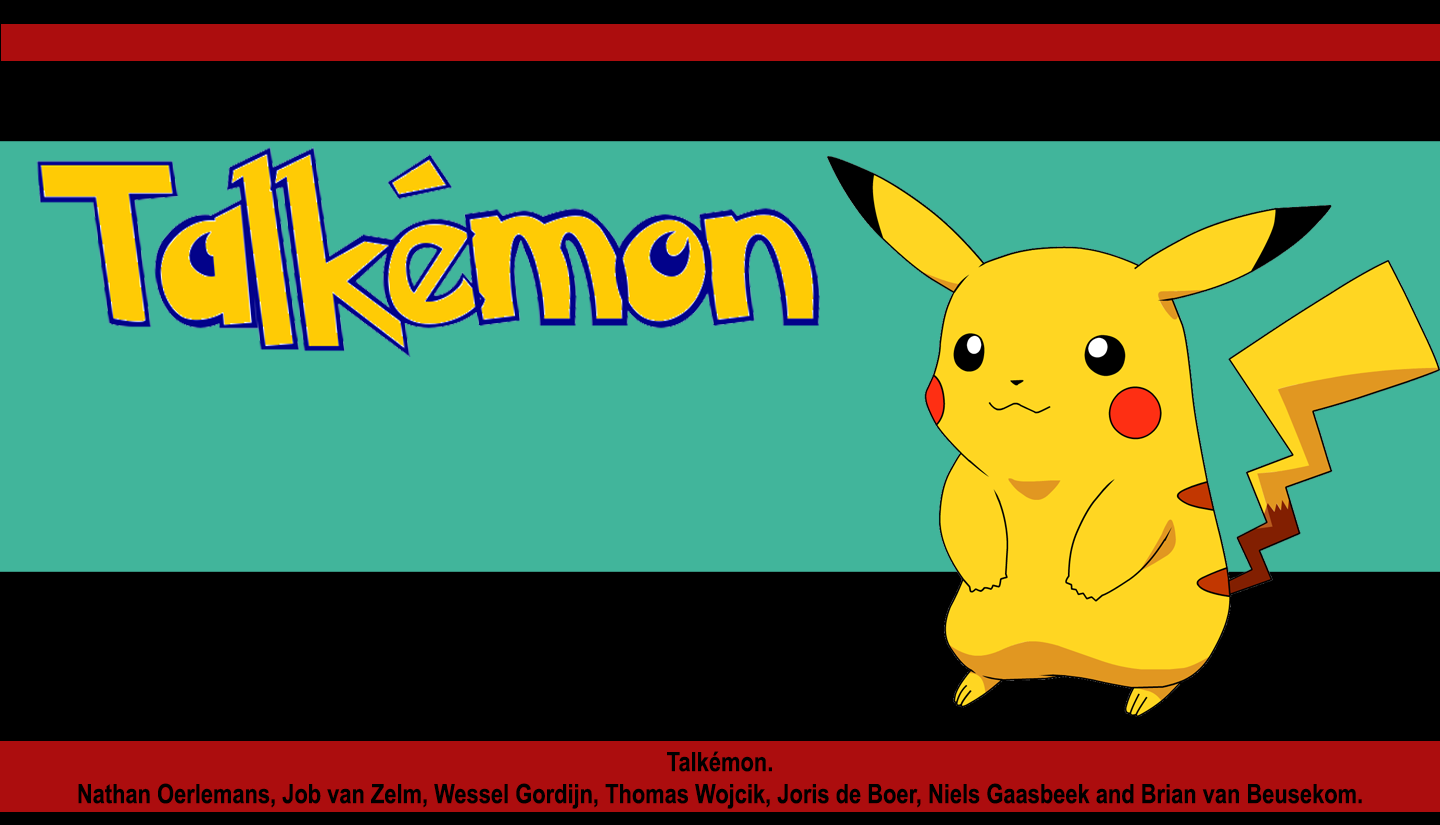 Talkémon
Talkémon.
Nathan Oerlemans, Job van Zelm, Wessel Gordijn, Thomas Wojcik, Joris de Boer, Niels Gaasbeek and Brian van Beusekom.